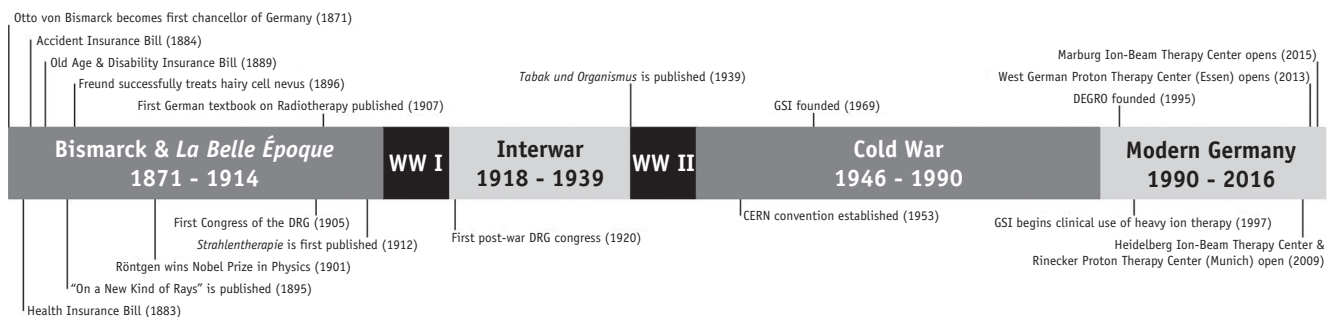 Otto von Bismarck becomes first chancellor of Germany (1871)
Accident Insurance Bill (1884)
Old Age & Disability Insurance Bill (1889)
Freund successfully treats hairy cell nevus (1896)
First German textbook on Radiotherapy published (1907)
Tabak und Organismus is published (1939)
GSI founded (1969)
Marburg Ion-Beam Therapy Center opens (2015)
West German Proton Therapy Center (Essen) opens (2013)
DEGRO founded (1995)
Bismarck & La Belle Époque
1871 - 1914
WW I
Interwar
1918 - 1939
WW II
Cold War
1946 - 1990
Modern Germany
1990 - 2016
First Congress of the DRG (1905)
Strahlentherapie is first published (1912)
Röntgen wins Nobel Prize in Physics (1901)
"On a New Kind of Rays" is published (1895)
Health Insurance Bill (1883)
First post-war DRG congress (1920)
CERN convention established (1953)
GSI begins clinical use of heavy ion therapy (1997)
Heidelberg Ion-Beam Therapy Center &
Rinecker Proton Therapy Center (Munich) open (2009)